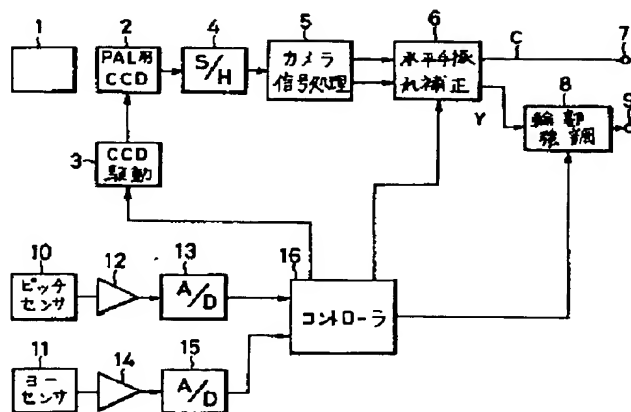 1
2
4
5
6
PAL用
CCD
S/H
カメラ
信号処理
水平手振
れ補正
C
7
Y
8
輪郭
強調
9
3
CCD
駆動
10
12
13
16
ピッチ
センサ
A/D
コントローラ
11
14
15
ヨー
センサ
A/D